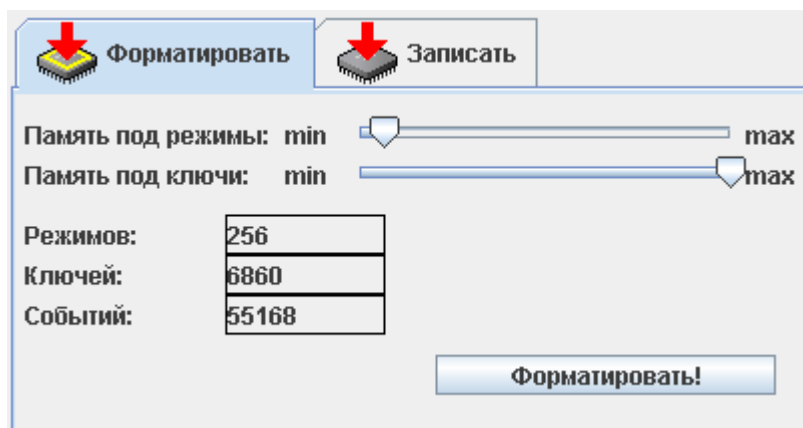 Форматировать Записать
Память под режимы: min max
Память под ключи: min max
Режимов: 256
Ключей: 6860
Событий: 55168
Форматировать!